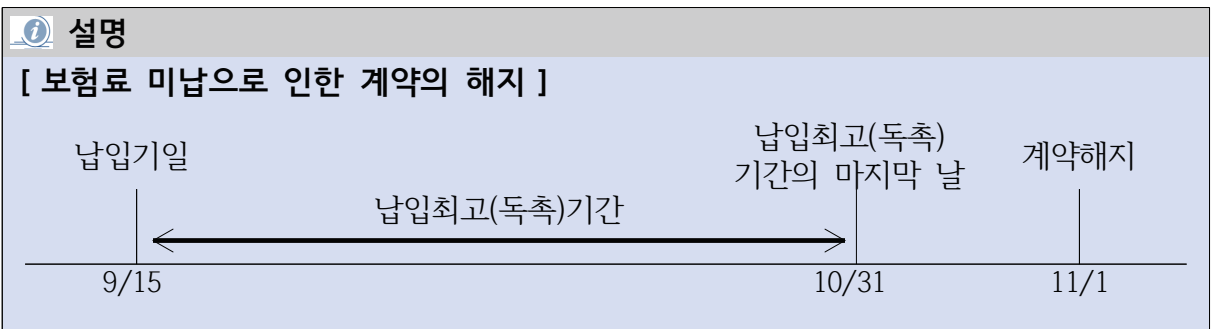 설명
[ 보험료 미납으로 인한 계약의 해지 ]
납입기일
납입최고(독촉)
기간의 마지막 날
계약해지
납입최고(독촉)기간
9/15
10/31
11/1